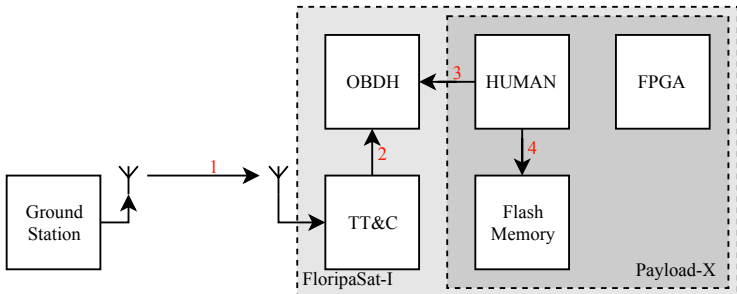 OBDH
HUMAN
FPGA
3
2
4
1
Ground
Station
TT&C
Flash
Memory
FloripaSat-I
Payload-X